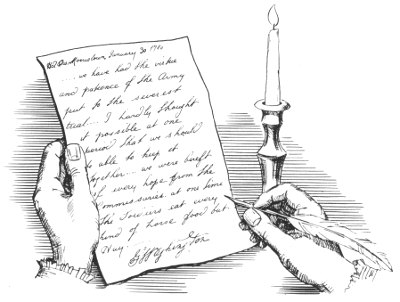 Hd Qrs Morristown, January 30 1780
.... we have had the virtue
and patience of the Army
put to the severest
trial.... I hardly thought
it possible at one
period that we should
be able to keep it
together... we were bereft
of every hope from the
commissaries. at one time
the Soldiers eat every
kind of horse food but
Hay
G. Washington